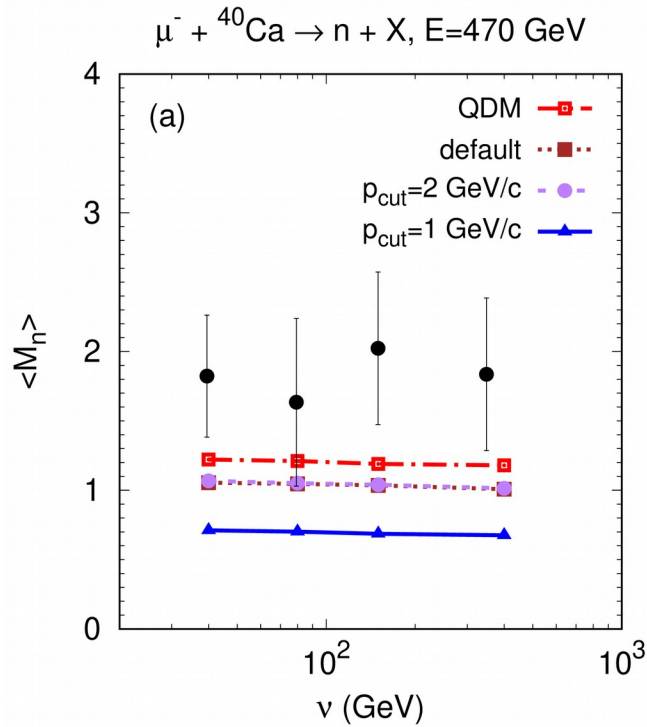 μ⁻ + ⁴⁰Ca → n + X, E=470 GeV
4
(a)
QDM
default
p_cut=2 GeV/c
p_cut=1 GeV/c
3
2
<M_n>
1
0
10² 10³
ν (GeV)